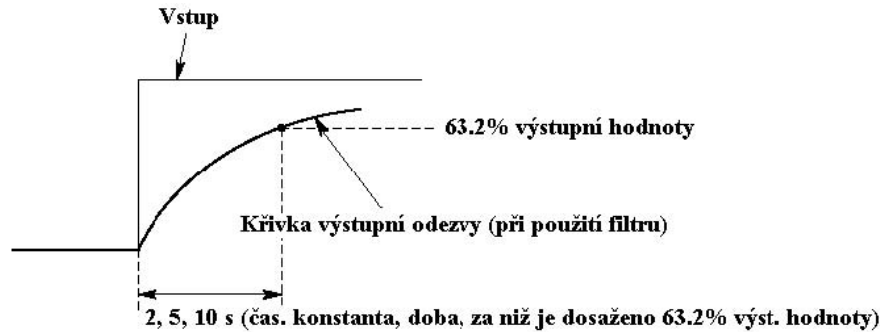 Vstup
63.2% výstupní hodnoty
Křivka výstupní odezvy (při použití filtru)
2, 5, 10 s (čas. konstanta, doba, za niž je dosaženo 63.2% výst. hodnoty)